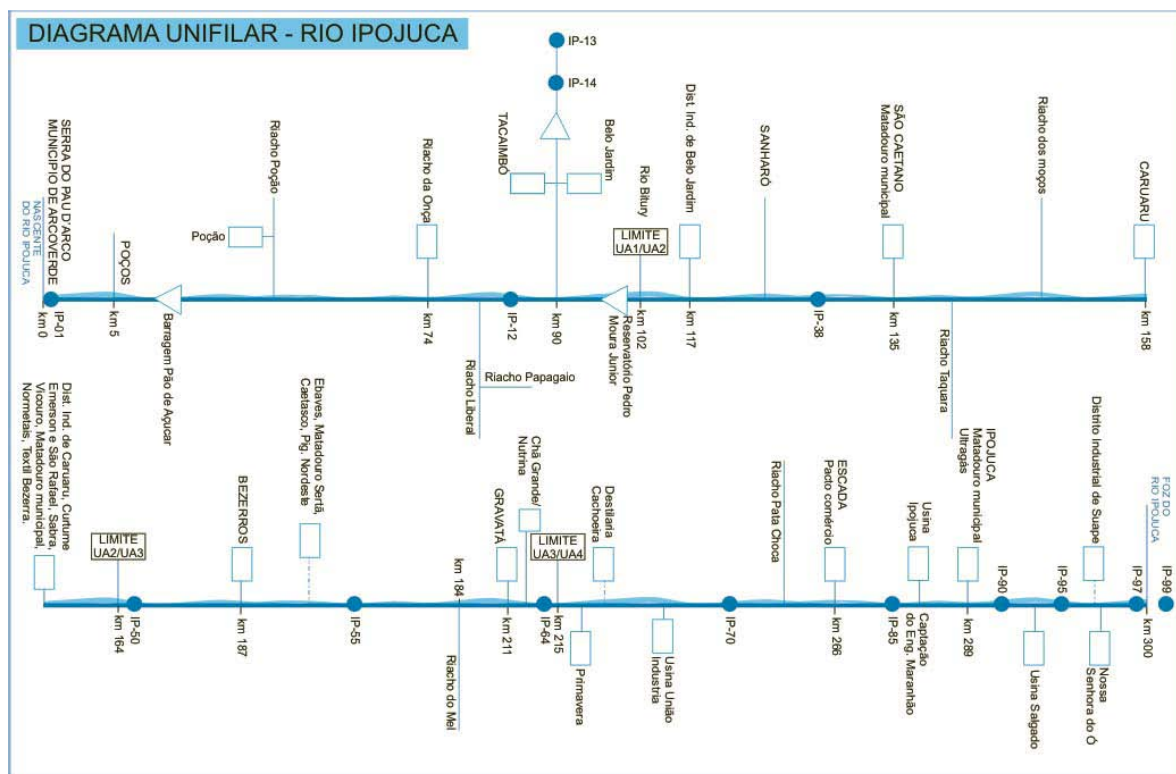 DIAGRAMA UNIFILAR - RIO IPOJUCA
IP-13
IP-14
TACAIMBÓ
Belo Jardim
SERRA DO PAU D'ARCO
MUNICIPIO DE ARCOVERDE
NASCENTE
DO RIO IPOJUCA
POÇOS
Riacho Poção
Poção
Riacho da Onça
Rio Bitury
LIMITE
UA1/UA2
Dist. Ind. de Belo Jardim
SANHARÓ
SÃO CAETANO
Matadouro municipal
Riacho dos moços
CARUARU
km 0
IP-01
km 5
Barragem Pão de Açucar
km 74
Riacho Liberal
Riacho Papagaio
IP-12
km 90
Reservatório Pedro
Moura Junior
km 102
km 117
IP-38
km 135
Riacho Taquara
km 158
Dist. Ind. de Caruaru, Curtume
Emerson e São Rafael, Sabra,
Vicouro, Matadouro municipal,
Normetais, Textil Bezerra.
LIMITE
UA2/UA3
BEZERROS
Ebaves, Matadouro Sertã,
Caetasco, Pig. Nordeste
km 184
GRAVATÁ
Chã Grande/
Nutrina
LIMITE
UA3/UA4
Destilaria
Cachoeira
Riacho Pata Choca
ESCADA
Pacto comércio
Usina
Ipojuca
IPOJUCA
Matadouro municipal
Ultragás
IP-90
IP-95
Distrito Industrial de Suape
IP-97
FOZ DO
RIO IPOJUCA
IP-99
km 164
IP-50
km 187
IP-55
Riacho do Mel
km 211
IP-64
km 215
Primavera
Usina União
Industria
IP-70
km 266
IP-85
Captação
do Eng. Maranhão
km 289
Usina Salgado
Nossa
Senhora do Ó
km 300